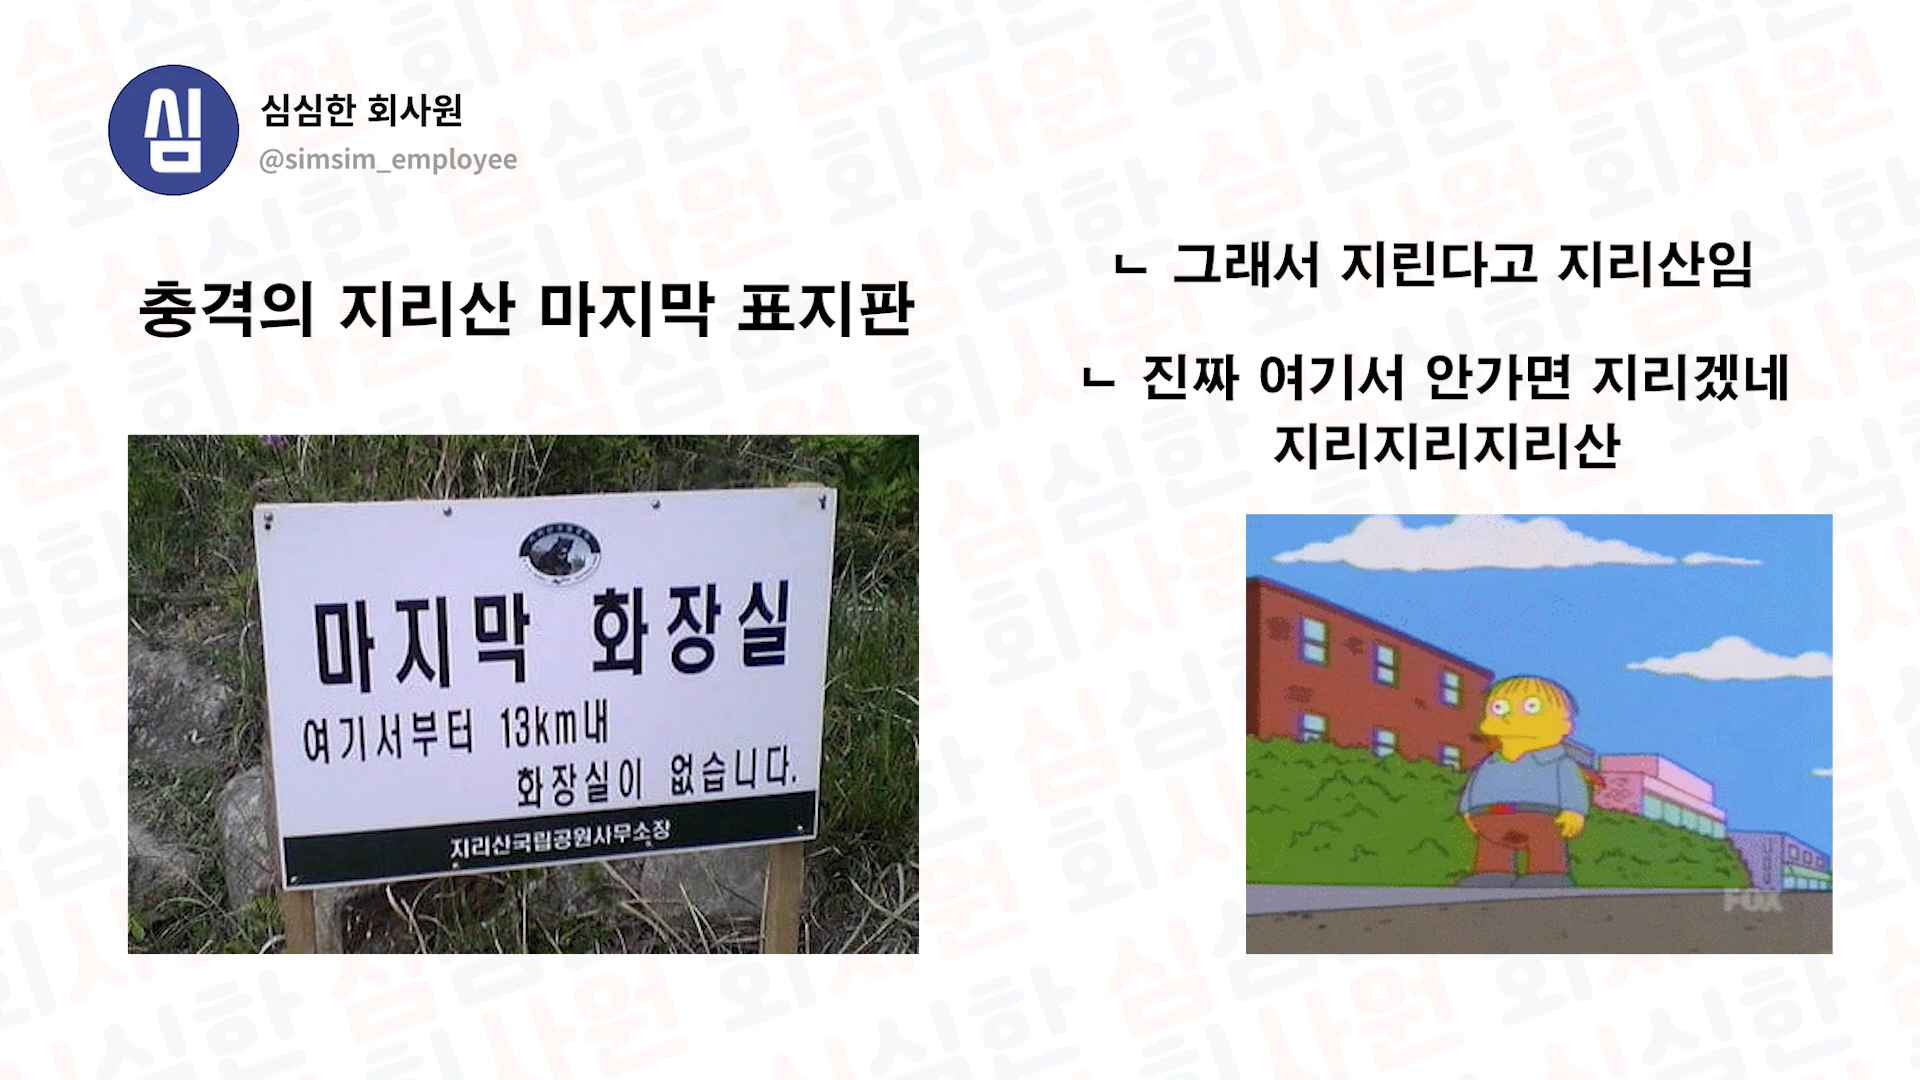 심
심심한 회사원
@simsim_employee
충격의 지리산 마지막 표지판
마지막 화장실
여기서부터 13km내
화장실이 없습니다.
지리산국립공원사무소장
ㄴ 그래서 지린다고 지리산임
ㄴ 진짜 여기서 안가면 지리겠네
지리지리지리산
FOX